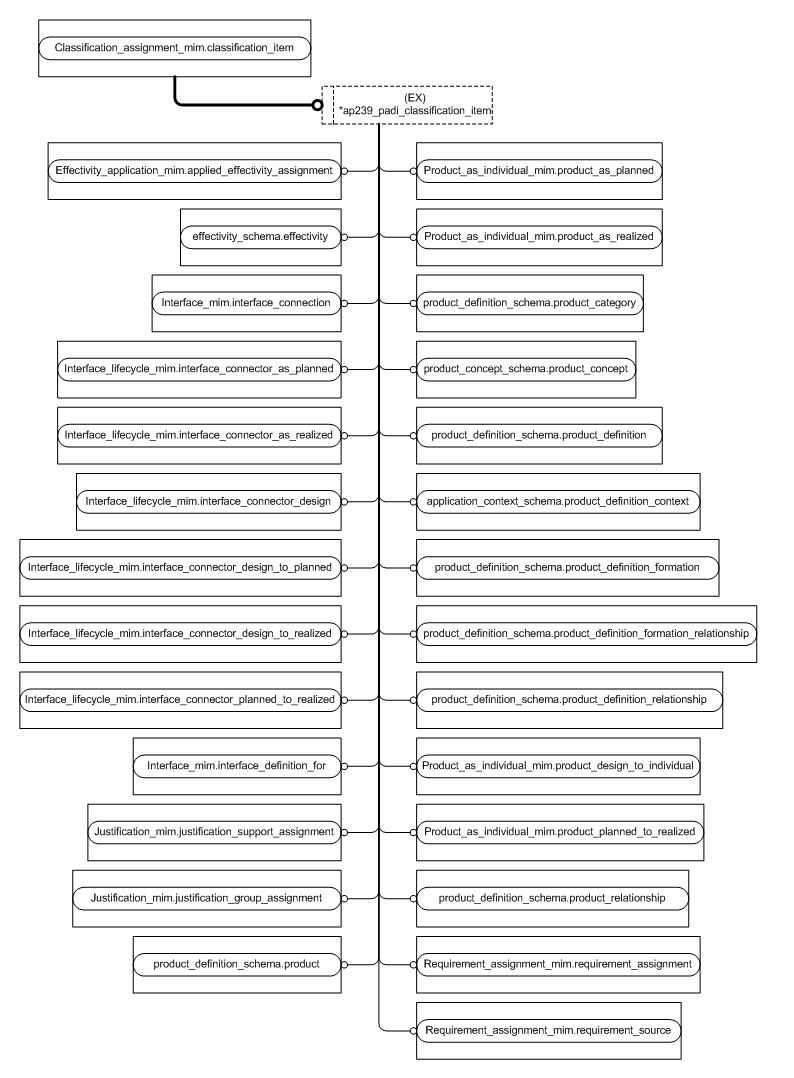 Classification_assignment_mim.classification_item
(EX)
*ap239_padi_classification_item
Effectivity_application_mim.applied_effectivity_assignment
Product_as_individual_mim.product_as_planned
effectivity_schema.effectivity
Product_as_individual_mim.product_as_realized
Interface_mim.interface_connection
product_definition_schema.product_category
Interface_lifecycle_mim.interface_connector_as_planned
product_concept_schema.product_concept
Interface_lifecycle_mim.interface_connector_as_realized
product_definition_schema.product_definition
Interface_lifecycle_mim.interface_connector_design
application_context_schema.product_definition_context
Interface_lifecycle_mim.interface_connector_design_to_planned
product_definition_schema.product_definition_formation
Interface_lifecycle_mim.interface_connector_design_to_realized
product_definition_schema.product_definition_formation_relationship
Interface_lifecycle_mim.interface_connector_planned_to_realized
product_definition_schema.product_definition_relationship
Interface_mim.interface_definition_for
Product_as_individual_mim.product_design_to_individual
Justification_mim.justification_support_assignment
Product_as_individual_mim.product_planned_to_realized
Justification_mim.justification_group_assignment
product_definition_schema.product_relationship
product_definition_schema.product
Requirement_assignment_mim.requirement_assignment
Requirement_assignment_mim.requirement_source